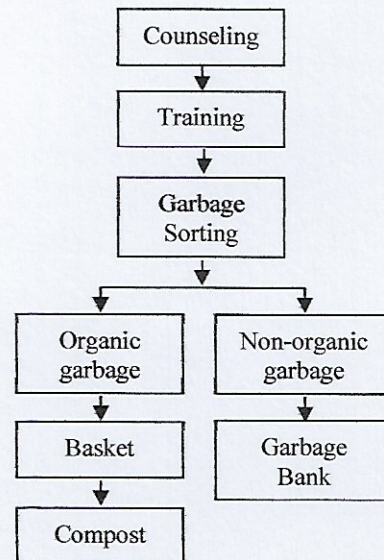 Counseling
Training
Garbage
Sorting
Organic
garbage
Non-organic
garbage
Basket
Garbage
Bank
Compost